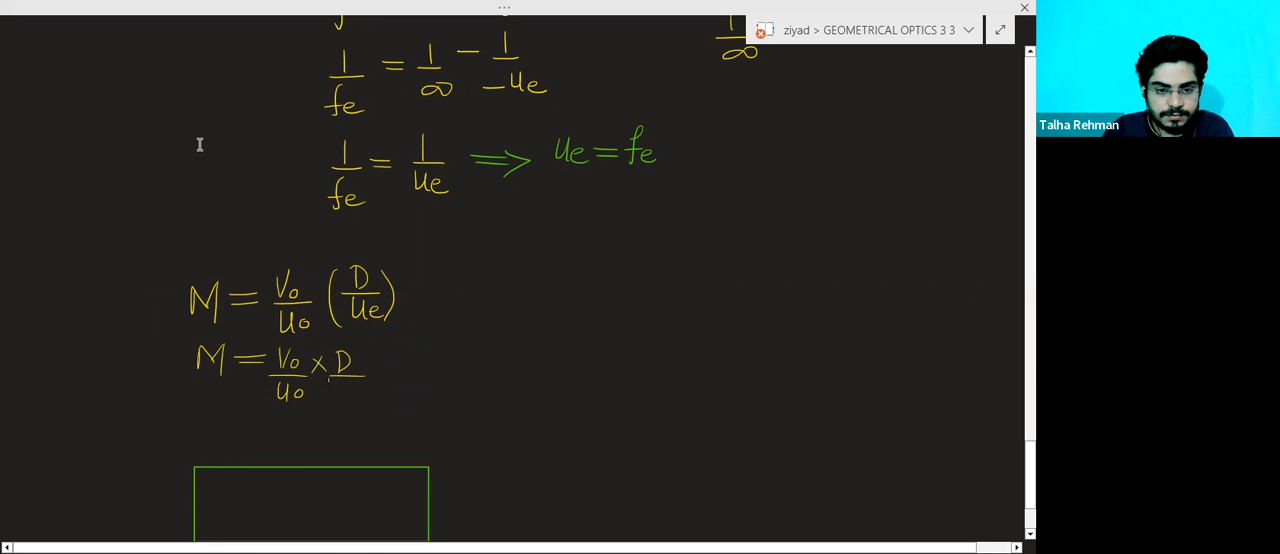 ziyad > GEOMETRICAL OPTICS 3 3
1/fe = 1/∞ - 1/-ue
1/∞
Talha Rehman
1/fe = 1/ue ⟹ ue = fe
M = Vo/uo (D/ue)
M = Vo/uo × D